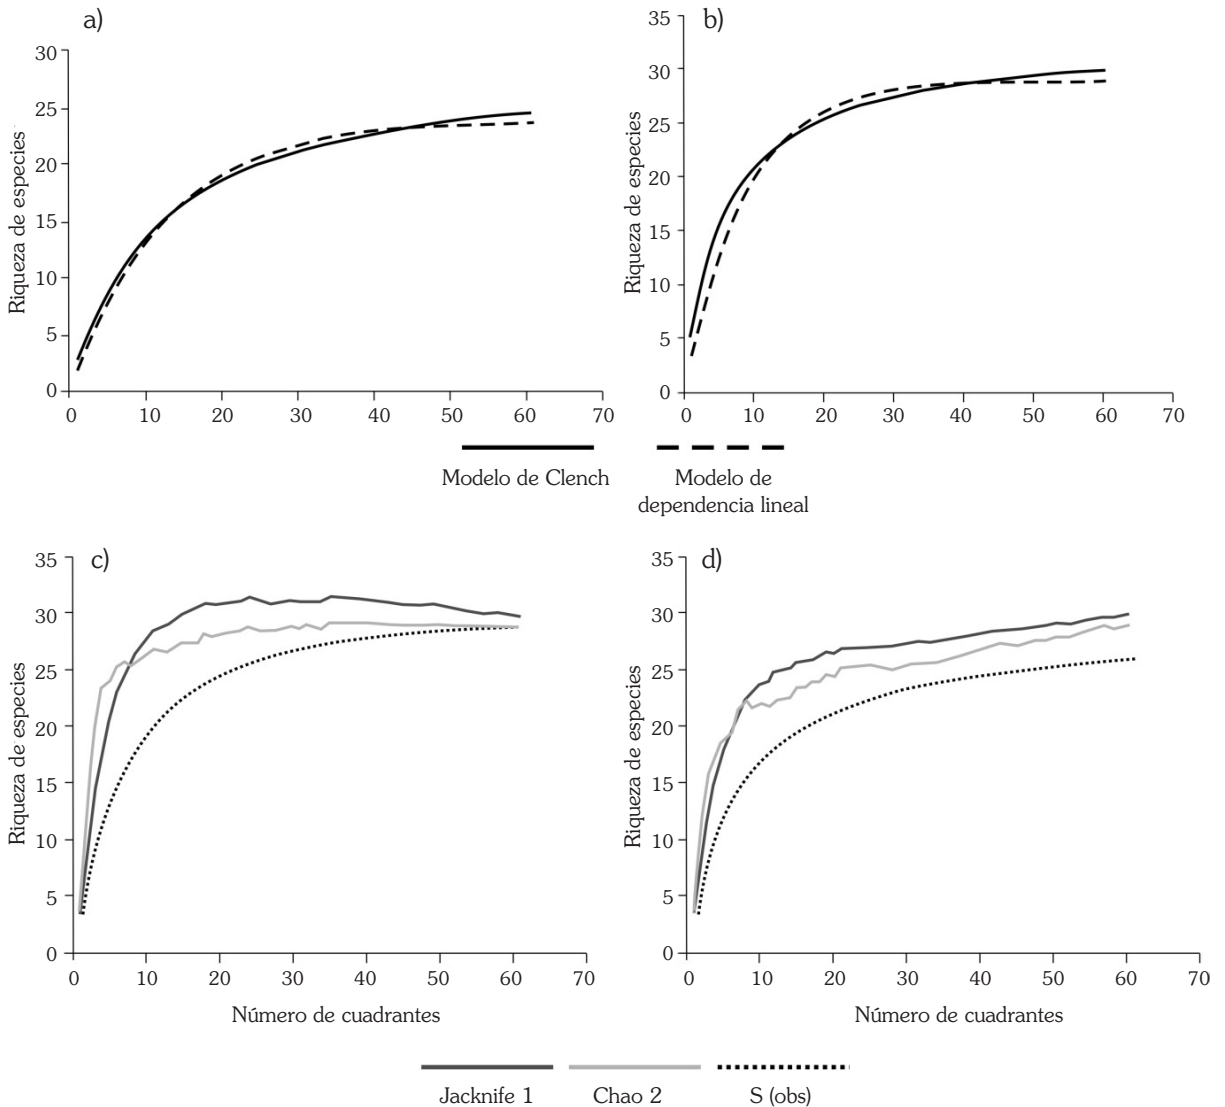 a)
30
25
20
15
10
5
0
Riqueza de especies
0 10 20 30 40 50 60 70
b)
35
30
25
20
15
10
5
0
Riqueza de especies
0 10 20 30 40 50 60 70
Modelo de Clench
Modelo de
dependencia lineal
c)
35
30
25
20
15
10
5
0
Riqueza de especies
0 10 20 30 40 50 60 70
Número de cuadrantes
d)
35
30
25
20
15
10
5
0
Riqueza de especies
0 10 20 30 40 50 60 70
Número de cuadrantes
Jacknife 1
Chao 2
S (obs)